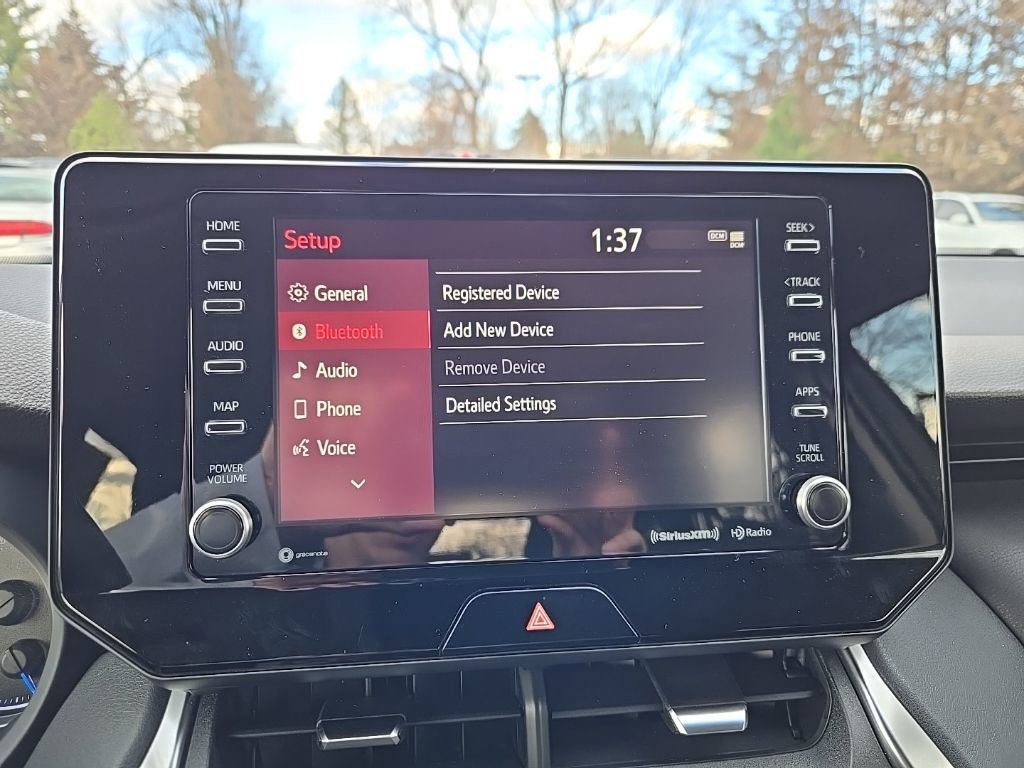 HOME
MENU
AUDIO
MAP
POWER
VOLUME
Setup
1:37
DCM
DCM
General
Bluetooth
Audio
Phone
Voice
Registered Device
Add New Device
Remove Device
Detailed Settings
SEEK>
<TRACK
PHONE
APPS
TUNE
SCROLL
gracenote
((SiriusXM))
HD Radio